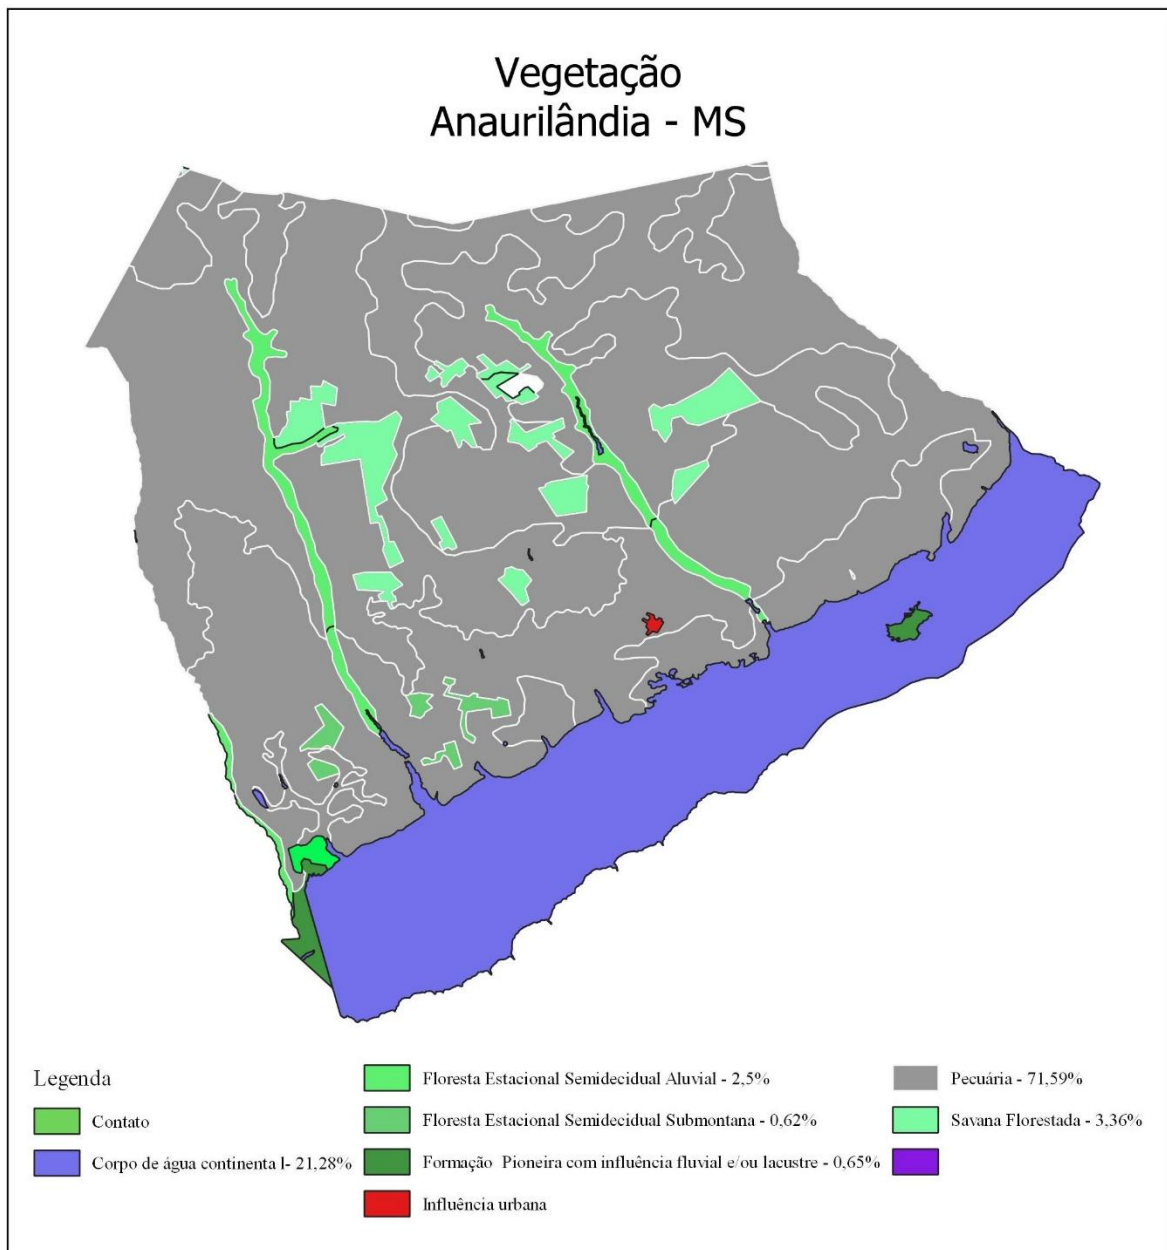 Vegetação
Anaurilândia - MS
Legenda
Contato
Corpo de água continenta l- 21,28%
Floresta Estacional Semidecidual Aluvial - 2,5%
Floresta Estacional Semidecidual Submontana - 0,62%
Formação Pioneira com influência fluvial e/ou lacustre - 0,65%
Influência urbana
Pecuária - 71,59%
Savana Florestada - 3,36%